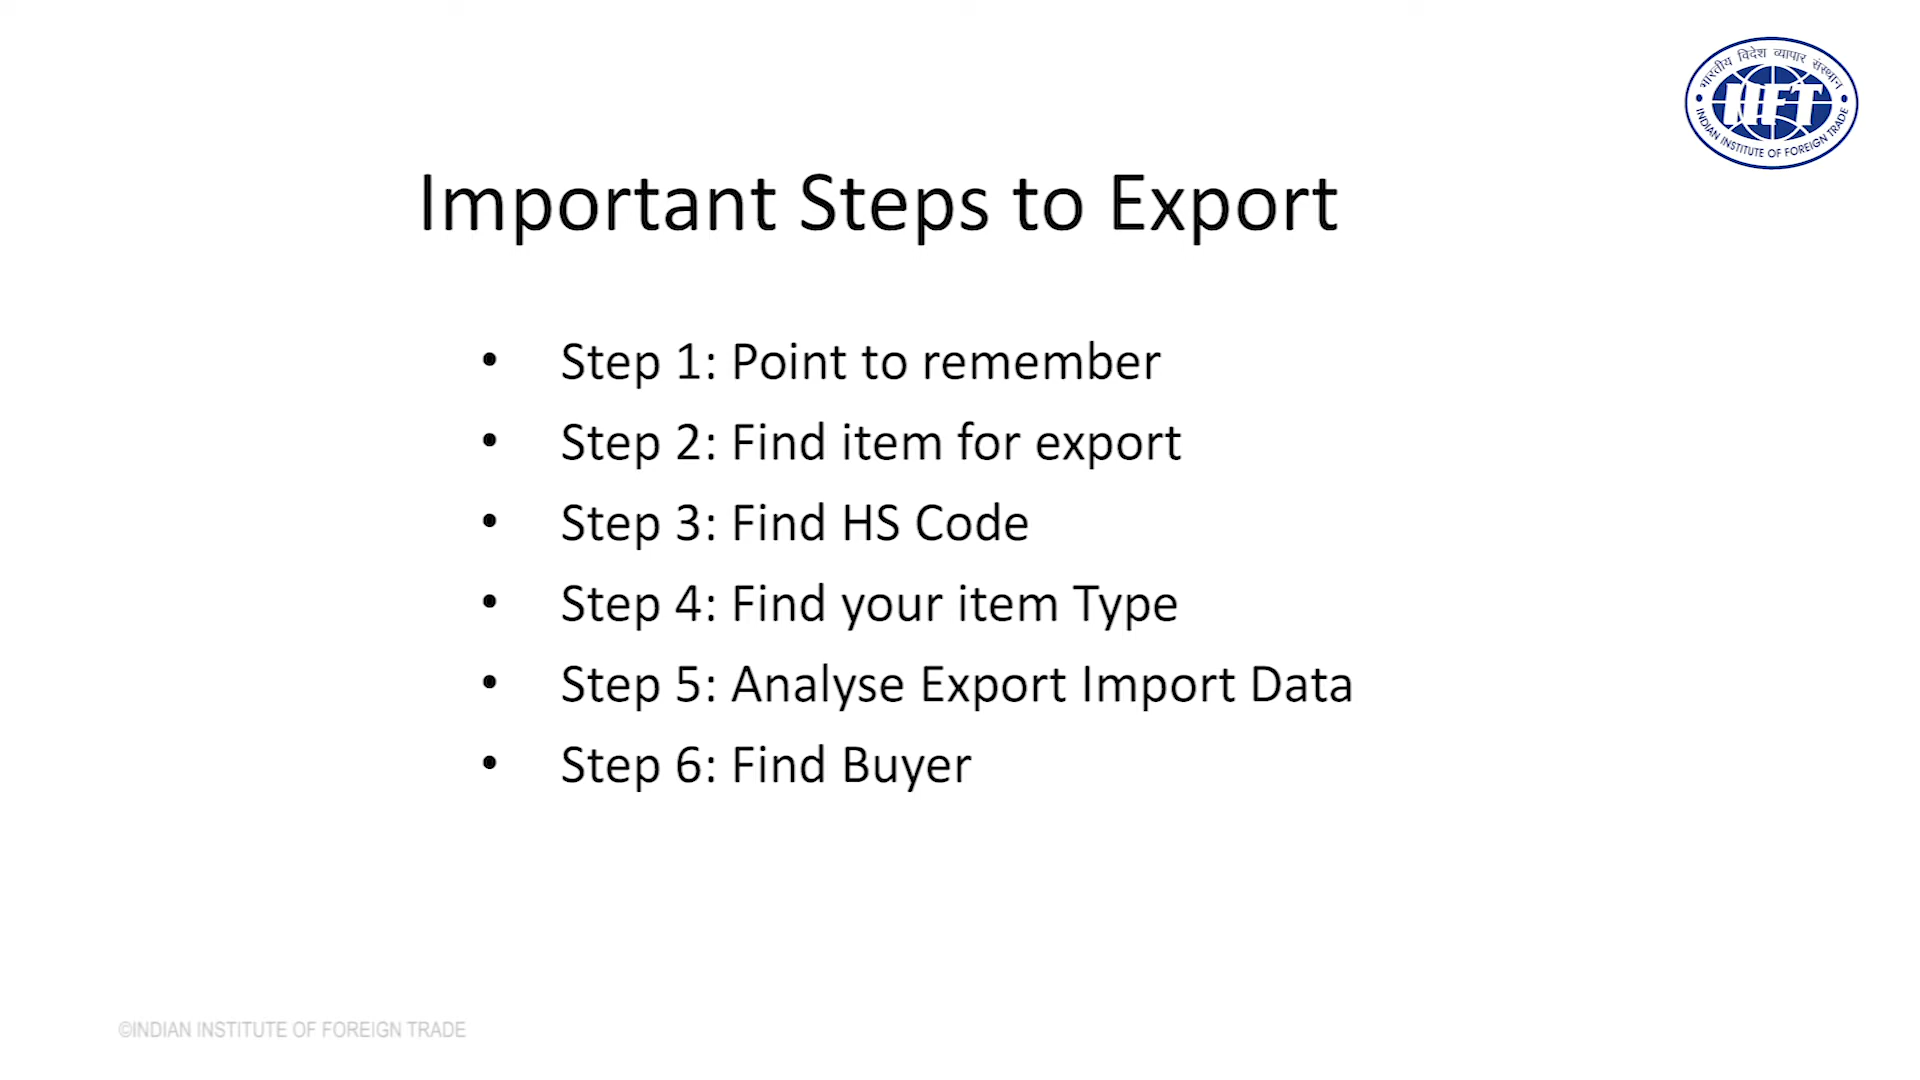 भारतीय विदेश व्यापार संस्थान
IIFT
INDIAN INSTITUTE OF FOREIGN TRADE
Important Steps to Export
• Step 1: Point to remember
• Step 2: Find item for export
• Step 3: Find HS Code
• Step 4: Find your item Type
• Step 5: Analyse Export Import Data
• Step 6: Find Buyer
©INDIAN INSTITUTE OF FOREIGN TRADE